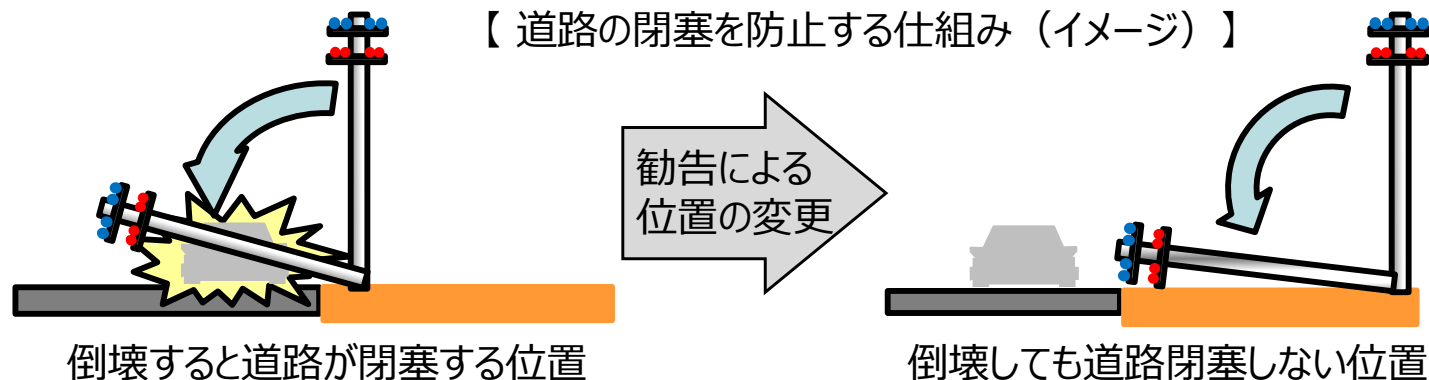 【 道路の閉塞を防止する仕組み（イメージ）】
勧告による
位置の変更
倒壊すると道路が閉塞する位置
倒壊しても道路閉塞しない位置